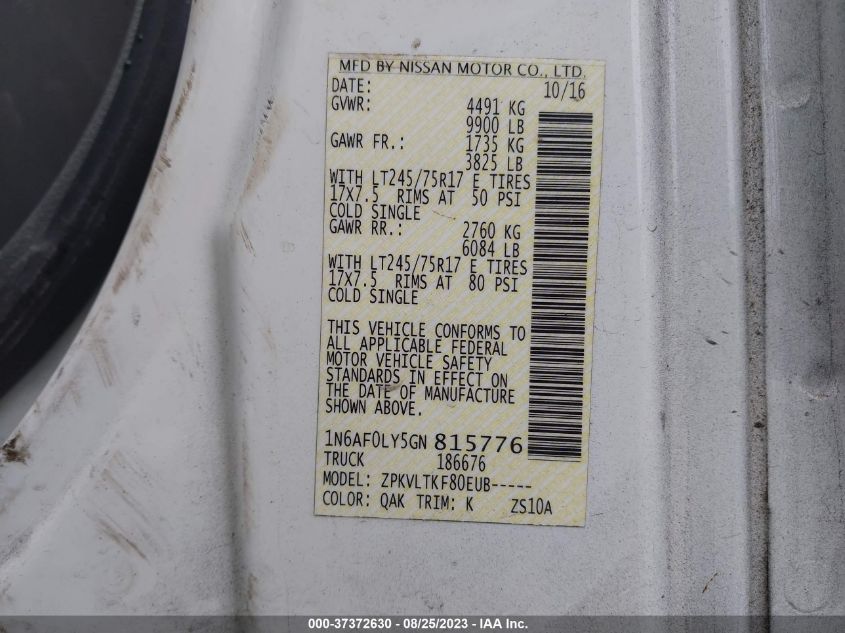 MFD BY NISSAN MOTOR CO., LTD.
DATE: 10/16
GVWR: 4491 KG
9900 LB
GAWR FR.: 1735 KG
3825 LB
WITH LT245/75R17 E TIRES
17X7.5 RIMS AT 50 PSI
COLD SINGLE
GAWR RR.: 2760 KG
6084 LB
WITH LT245/75R17 E TIRES
17X7.5 RIMS AT 80 PSI
COLD SINGLE
THIS VEHICLE CONFORMS TO
ALL APPLICABLE FEDERAL
MOTOR VEHICLE SAFETY
STANDARDS IN EFFECT ON
THE DATE OF MANUFACTURE
SHOWN ABOVE.
1N6AF0LY5GN 815776
TRUCK 186676
MODEL: ZPKVLTKF80EUB-----
COLOR: QAK TRIM: K ZS10A
000-37372630 - 08/25/2023 - IAA Inc.